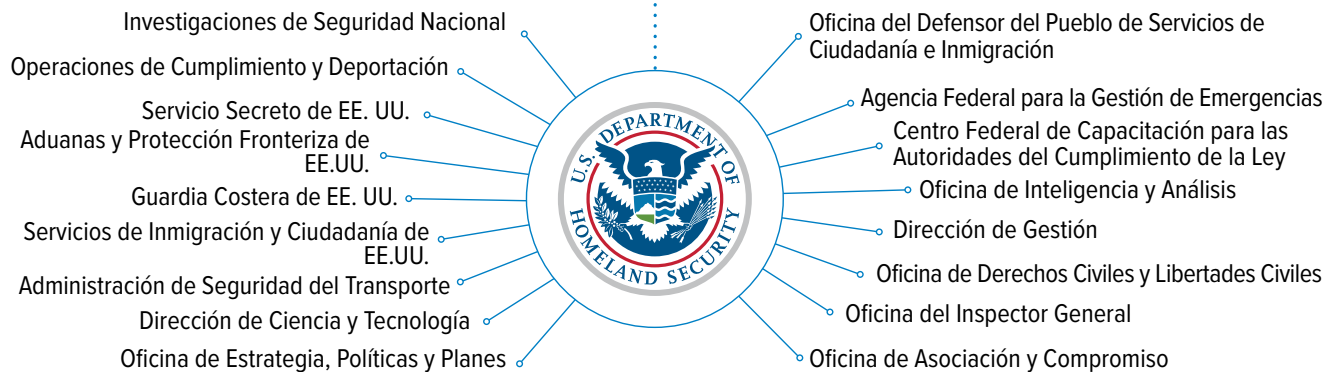 Investigaciones de Seguridad Nacional
Operaciones de Cumplimiento y Deportación
Servicio Secreto de EE. UU.
Aduanas y Protección Fronteriza de
EE.UU.
Guardia Costera de EE. UU.
Servicios de Inmigración y Ciudadanía de
EE.UU.
Administración de Seguridad del Transporte
Dirección de Ciencia y Tecnología
Oficina de Estrategia, Políticas y Planes
U.S. DEPARTMENT OF
HOMELAND SECURITY
Oficina del Defensor del Pueblo de Servicios de
Ciudadanía e Inmigración
Agencia Federal para la Gestión de Emergencias
Centro Federal de Capacitación para las
Autoridades del Cumplimiento de la Ley
Oficina de Inteligencia y Análisis
Dirección de Gestión
Oficina de Derechos Civiles y Libertades Civiles
Oficina del Inspector General
Oficina de Asociación y Compromiso